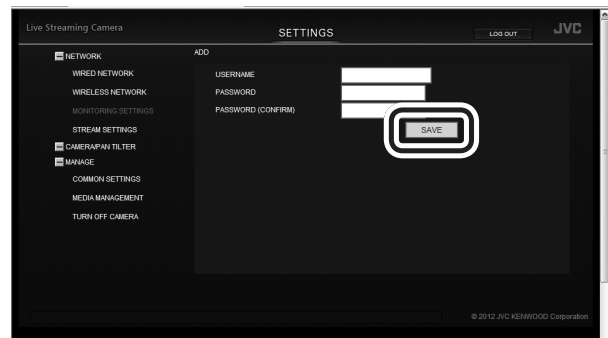 Live Streaming Camera
SETTINGS
LOG OUT
JVC
NETWORK
ADD
WIRED NETWORK
USERNAME
WIRELESS NETWORK
PASSWORD
MONITORING SETTINGS
PASSWORD (CONFIRM)
STREAM SETTINGS
SAVE
CAMERA/PAN TILTER
MANAGE
COMMON SETTINGS
MEDIA MANAGEMENT
TURN OFF CAMERA
© 2012 JVC KENWOOD Corporation